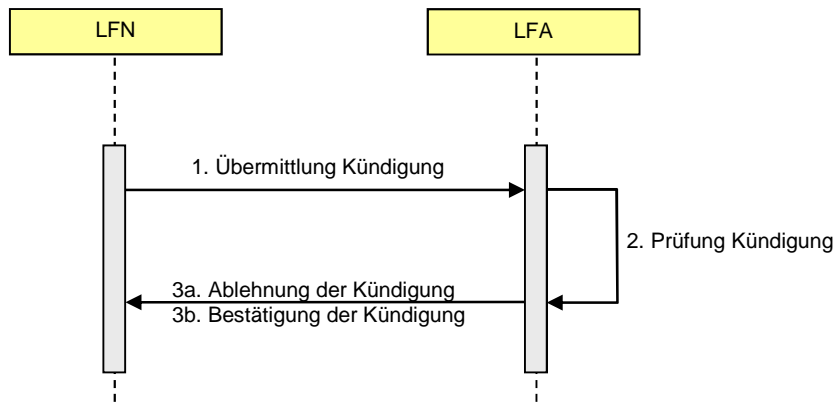 LFN
LFA
1. Übermittlung Kündigung
2. Prüfung Kündigung
3a. Ablehnung der Kündigung
3b. Bestätigung der Kündigung